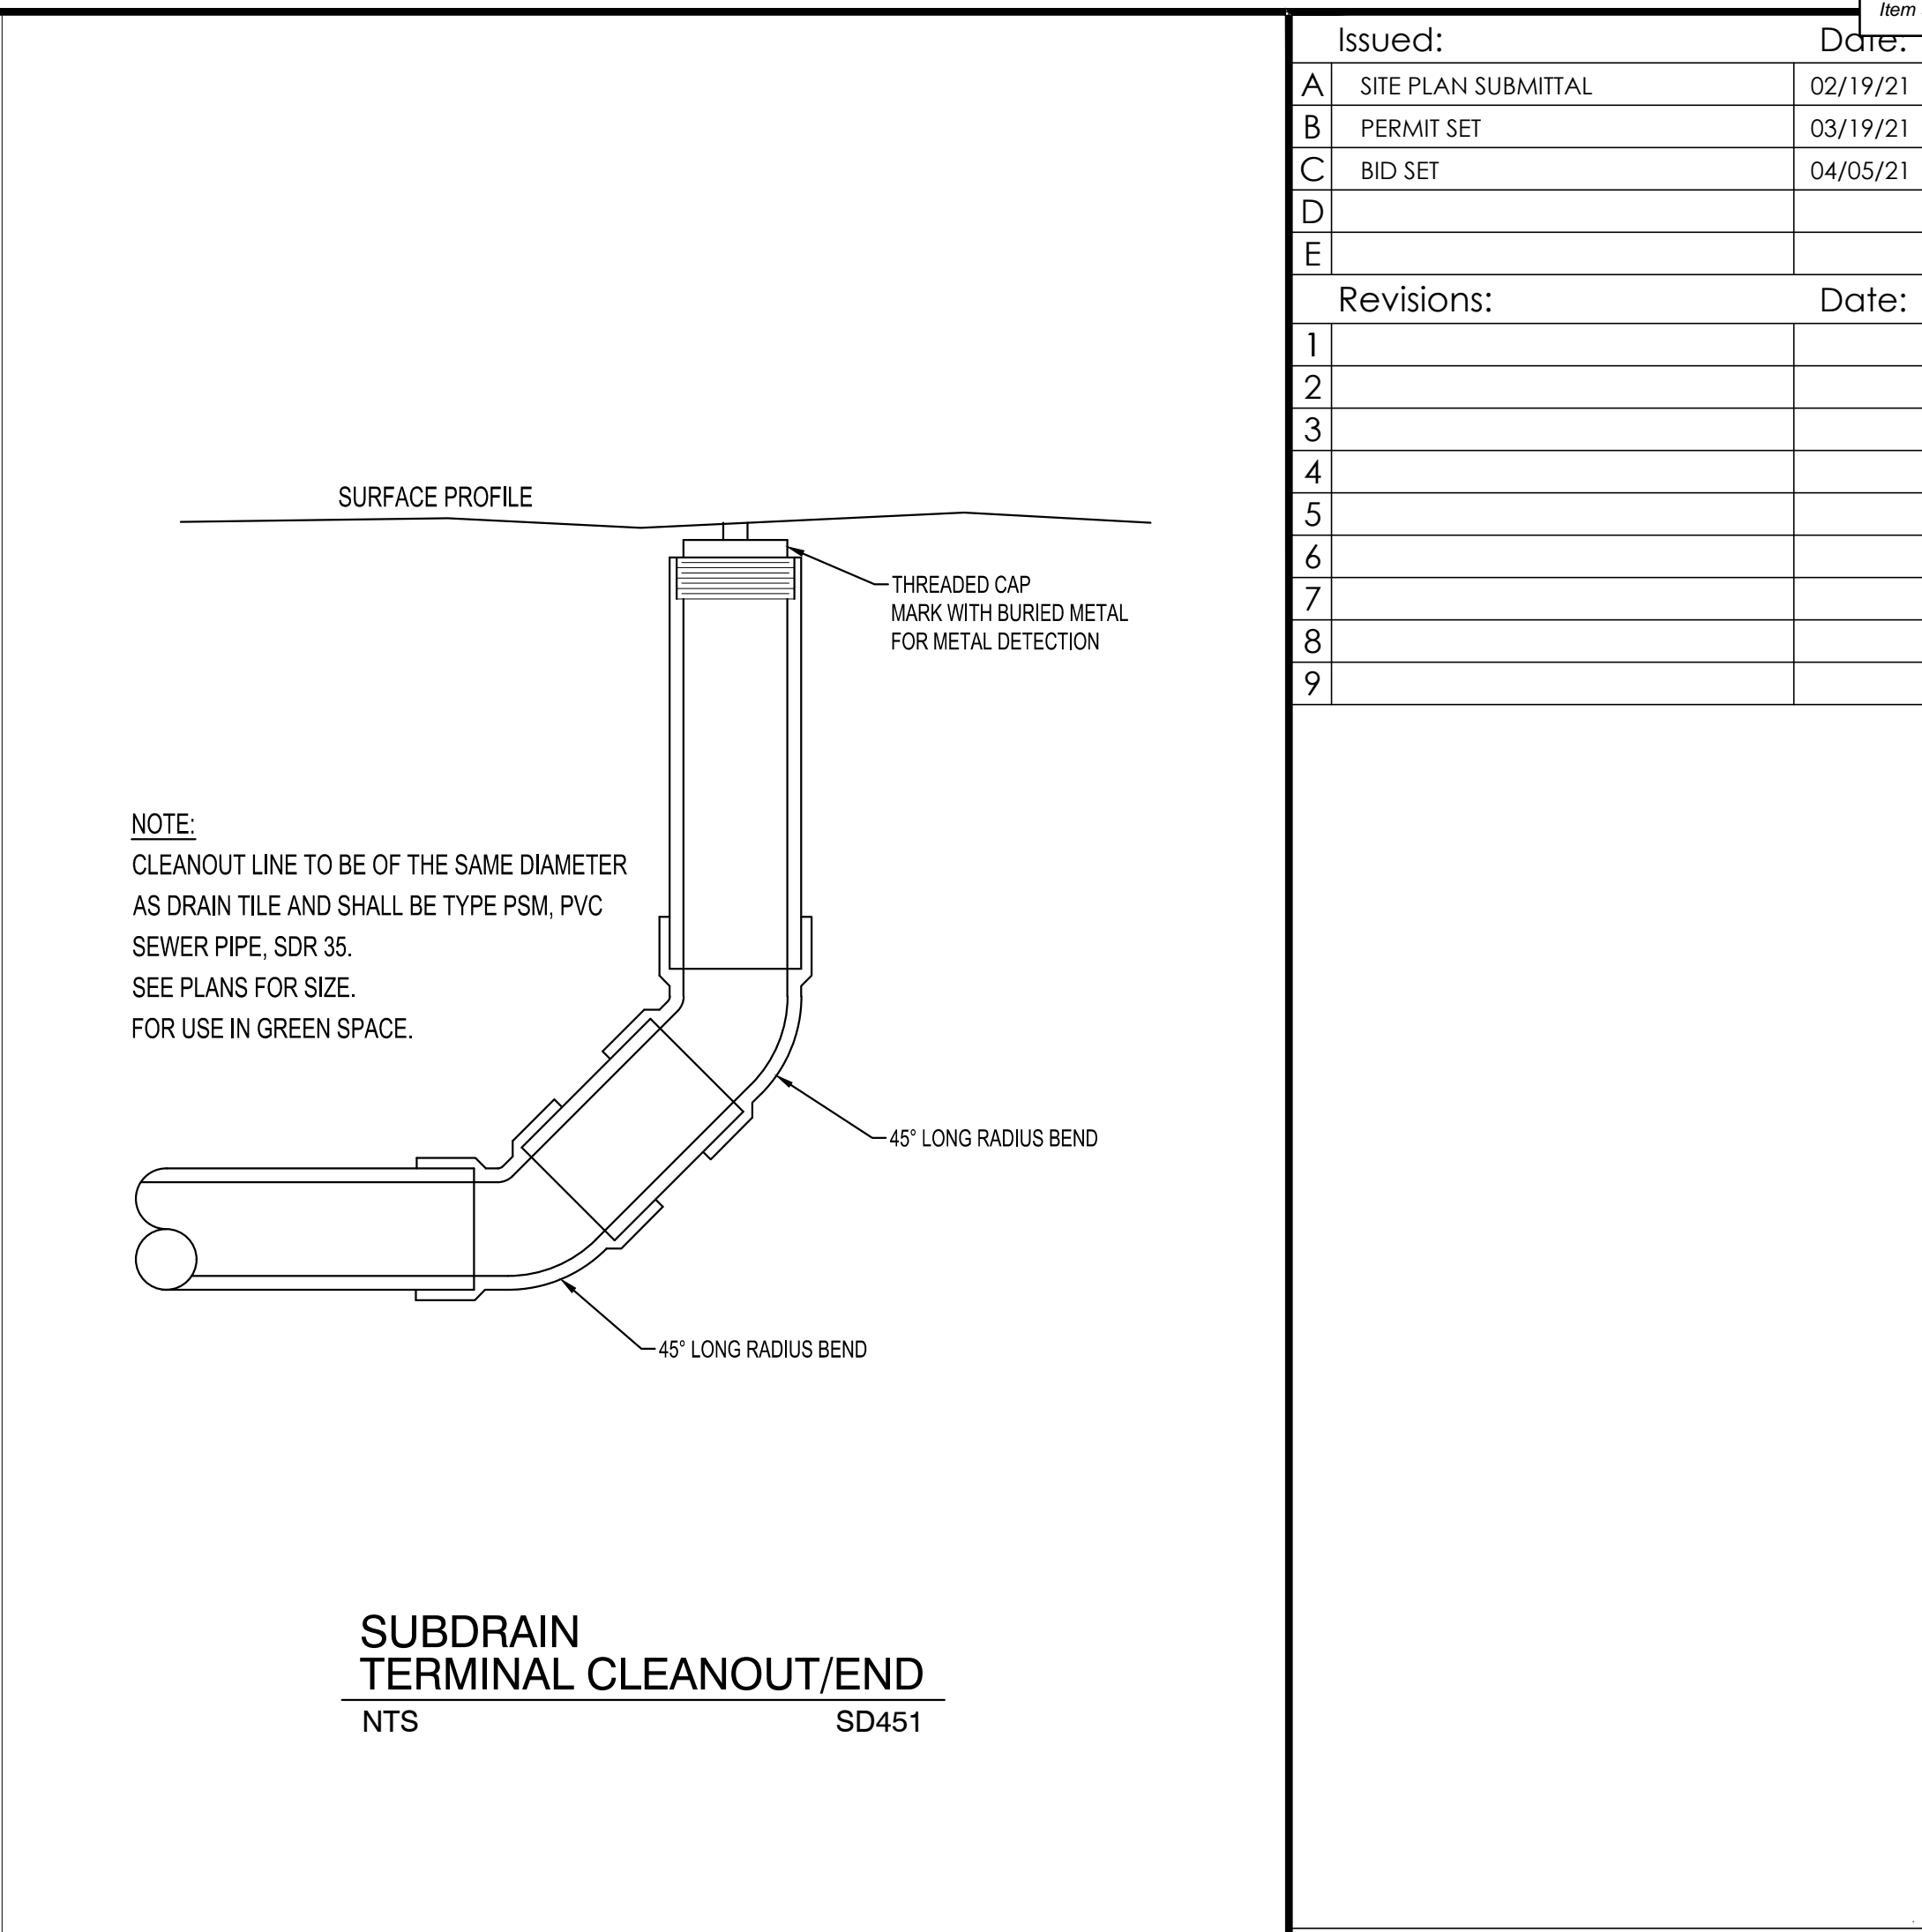 Item
Issued: Date:
A SITE PLAN SUBMITTAL 02/19/21
B PERMIT SET 03/19/21
C BID SET 04/05/21
D
E
Revisions: Date:
1
2
3
4
5
6
7
8
9
SURFACE PROFILE
THREADED CAP
MARK WITH BURIED METAL
FOR METAL DETECTION
NOTE:
CLEANOUT LINE TO BE OF THE SAME DIAMETER
AS DRAIN TILE AND SHALL BE TYPE PSM, PVC
SEWER PIPE, SDR 35.
SEE PLANS FOR SIZE.
FOR USE IN GREEN SPACE.
45° LONG RADIUS BEND
45° LONG RADIUS BEND
SUBDRAIN
TERMINAL CLEANOUT/END
NTS SD451